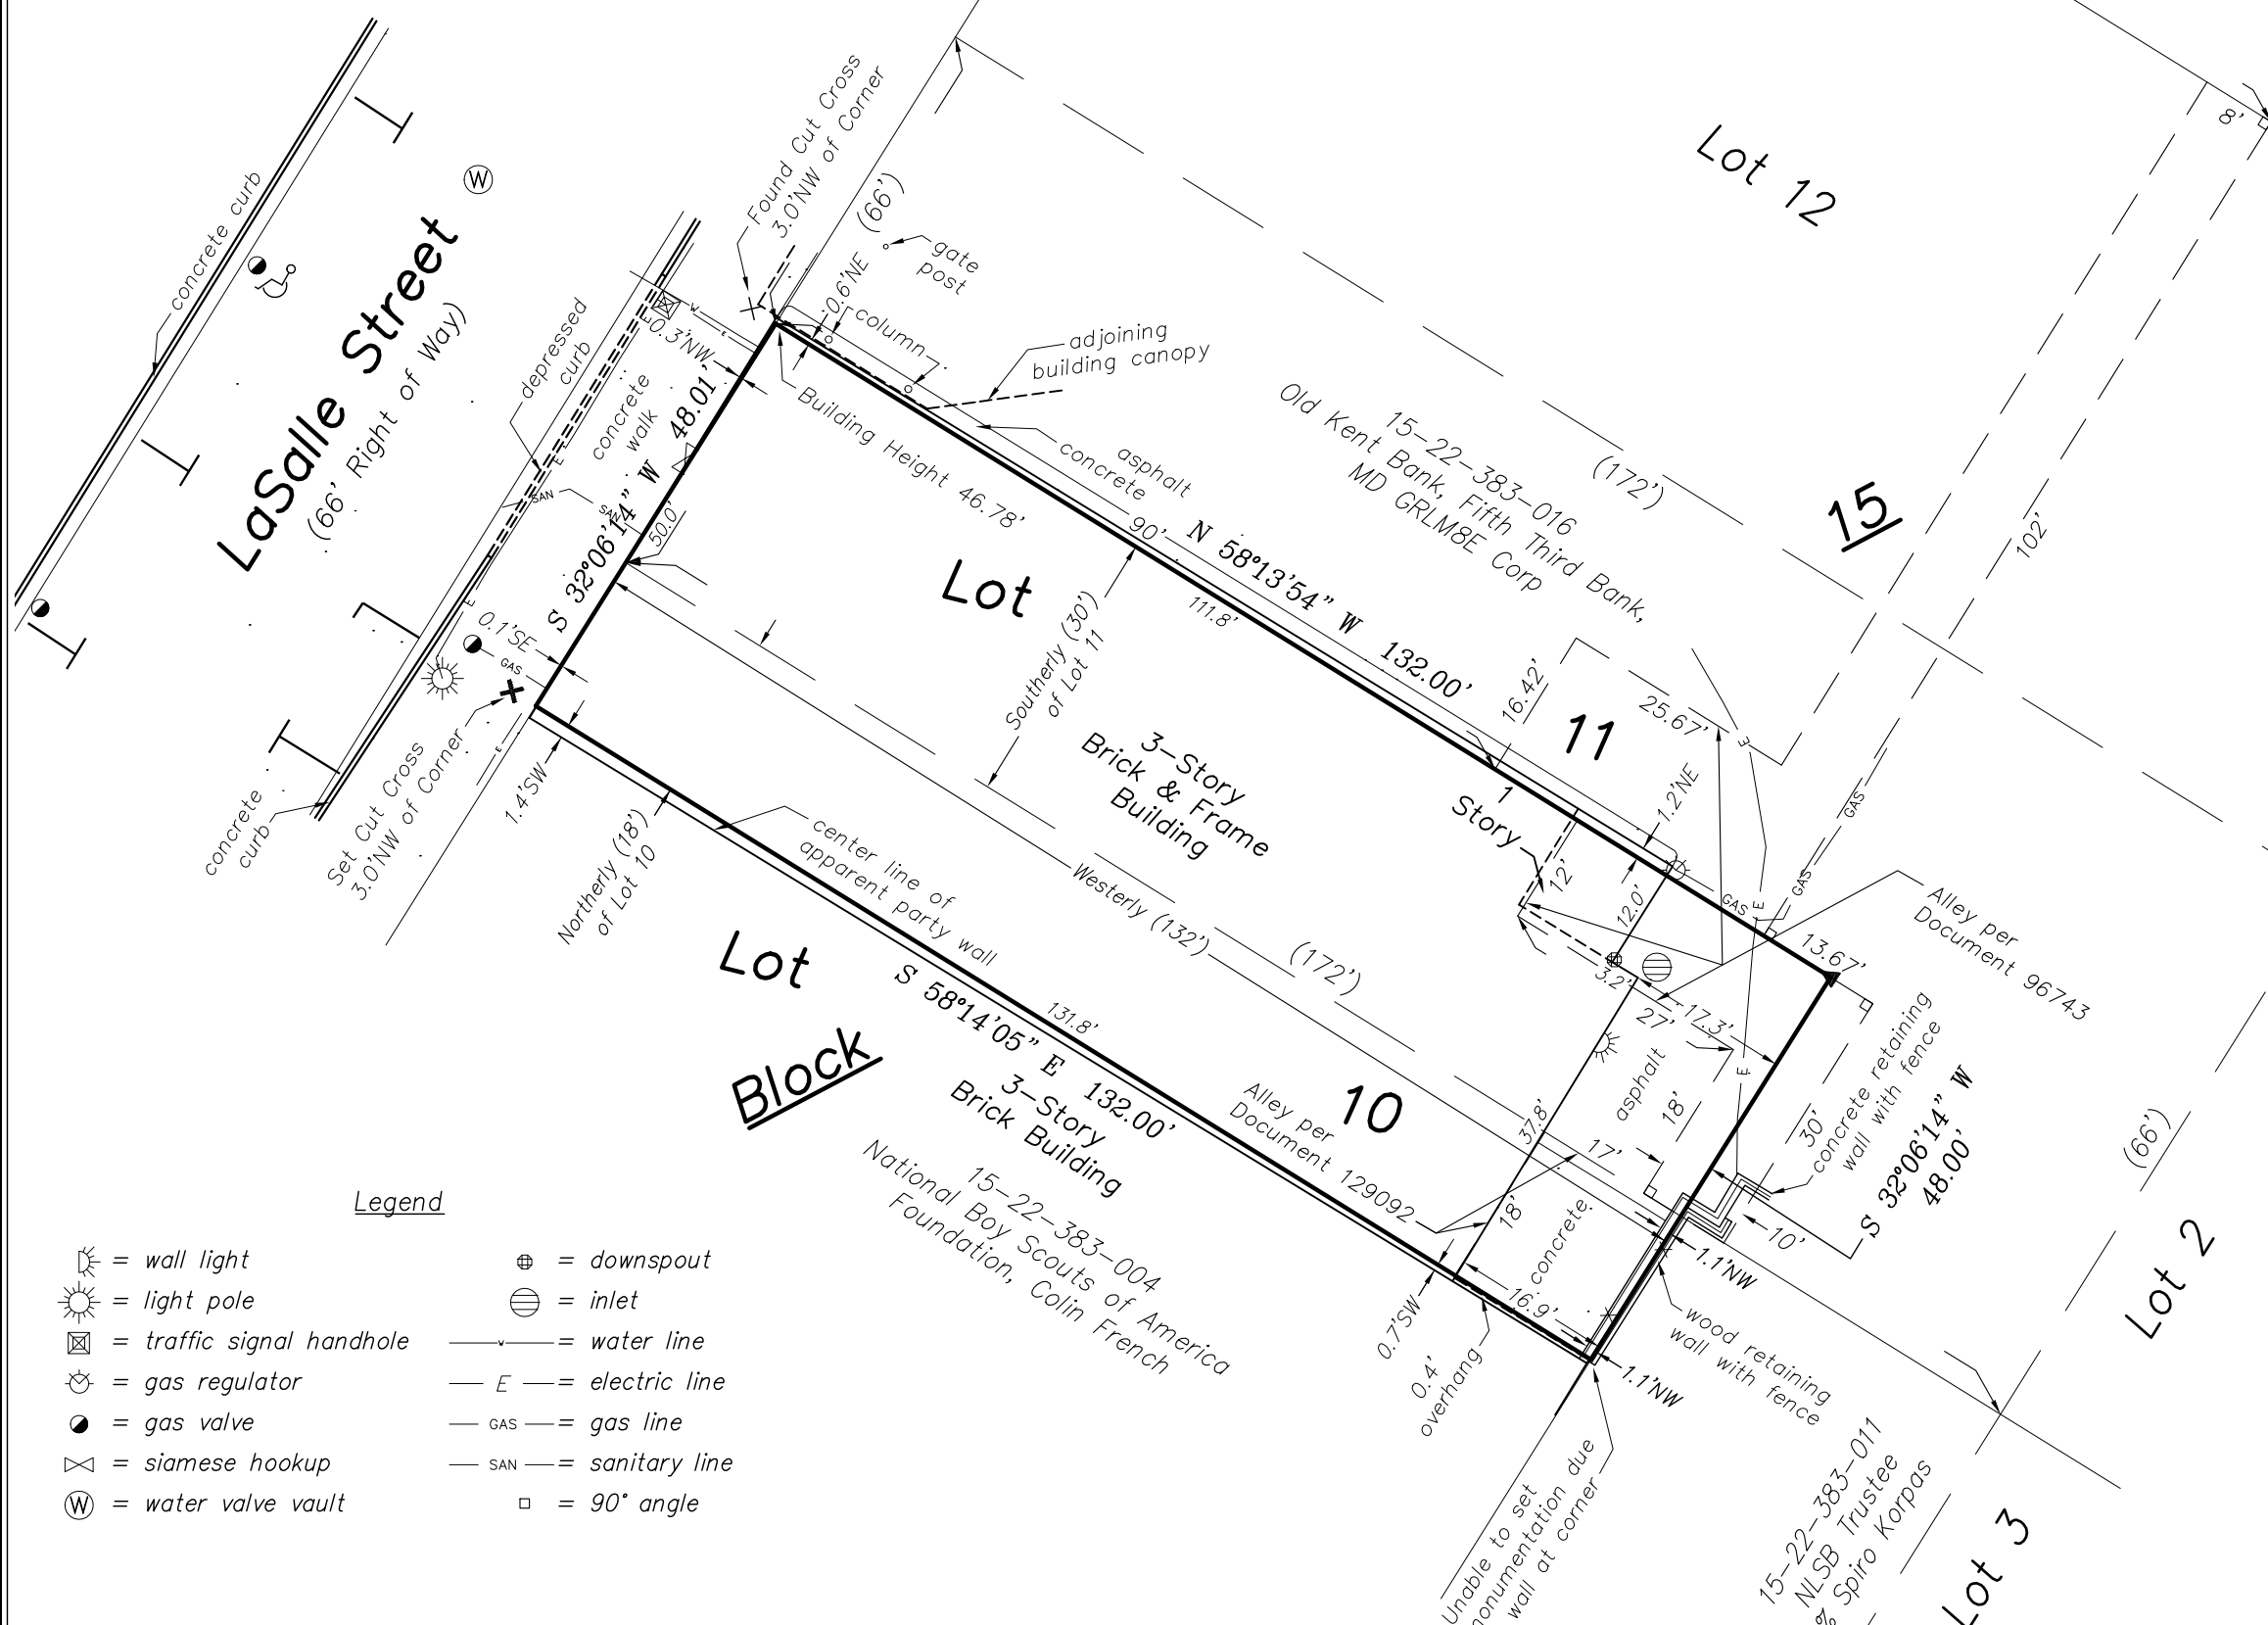 concrete curb
W
LaSalle Street
(66' Right of Way)
depressed
curb
concrete
walk
Found Cut Cross
3.0'NW of Corner
(66')
gate
post
0.6'NE
column
adjoining
building canopy
0.3'NW
E
W
E
E
E
SAN
SAN
S 32°06'14" W 48.01'
50.0'
Building Height 46.78'
asphalt
concrete
90'
N 58°13'54" W 132.00'
111.8'
Lot 12
8'
15-22-383-016
Old Kent Bank, Fifth Third Bank,
MD GRLM8E Corp
(172')
15
102'
Lot
11
Southerly (30')
of Lot 11
16.42'
25.67'
3-Story
Brick & Frame
Building
1
Story
12'
1.2'NE
12.0'
E
GAS
GAS
GAS
E
E
13.67'
Alley per
Document 96743
3.2'
27'
17.3'
asphalt
18'
30'
concrete retaining
wall with fence
S 32°06'14" W
48.00'
(66')
0.1'SE
GAS
E
Set Cut Cross
3.0'NW of Corner
concrete
curb
1.4'SW
Northerly (18')
of Lot 10
center line of
apparent party wall
Westerly (132')
(172')
Lot
10
S 58°14'05" E 132.00'
131.8'
Block
3-Story
Brick Building
Alley per
Document 129092
37.8'
17'
18'
concrete
16.9'
10'
1.1'NW
1.1'NW
wood retaining
wall with fence
0.7'SW
0.4'
overhang
15-22-383-004
National Boy Scouts of America
Foundation, Colin French
Unable to set
monumentation due
wall at corner
15-22-383-011
NLSB Trustee
% Spiro Korpas
Lot 2
Lot 3
Legend
= wall light
= light pole
= traffic signal handhole
= gas regulator
= gas valve
= siamese hookup
W = water valve vault
= downspout
= inlet
W = water line
E = electric line
GAS = gas line
SAN = sanitary line
= 90° angle